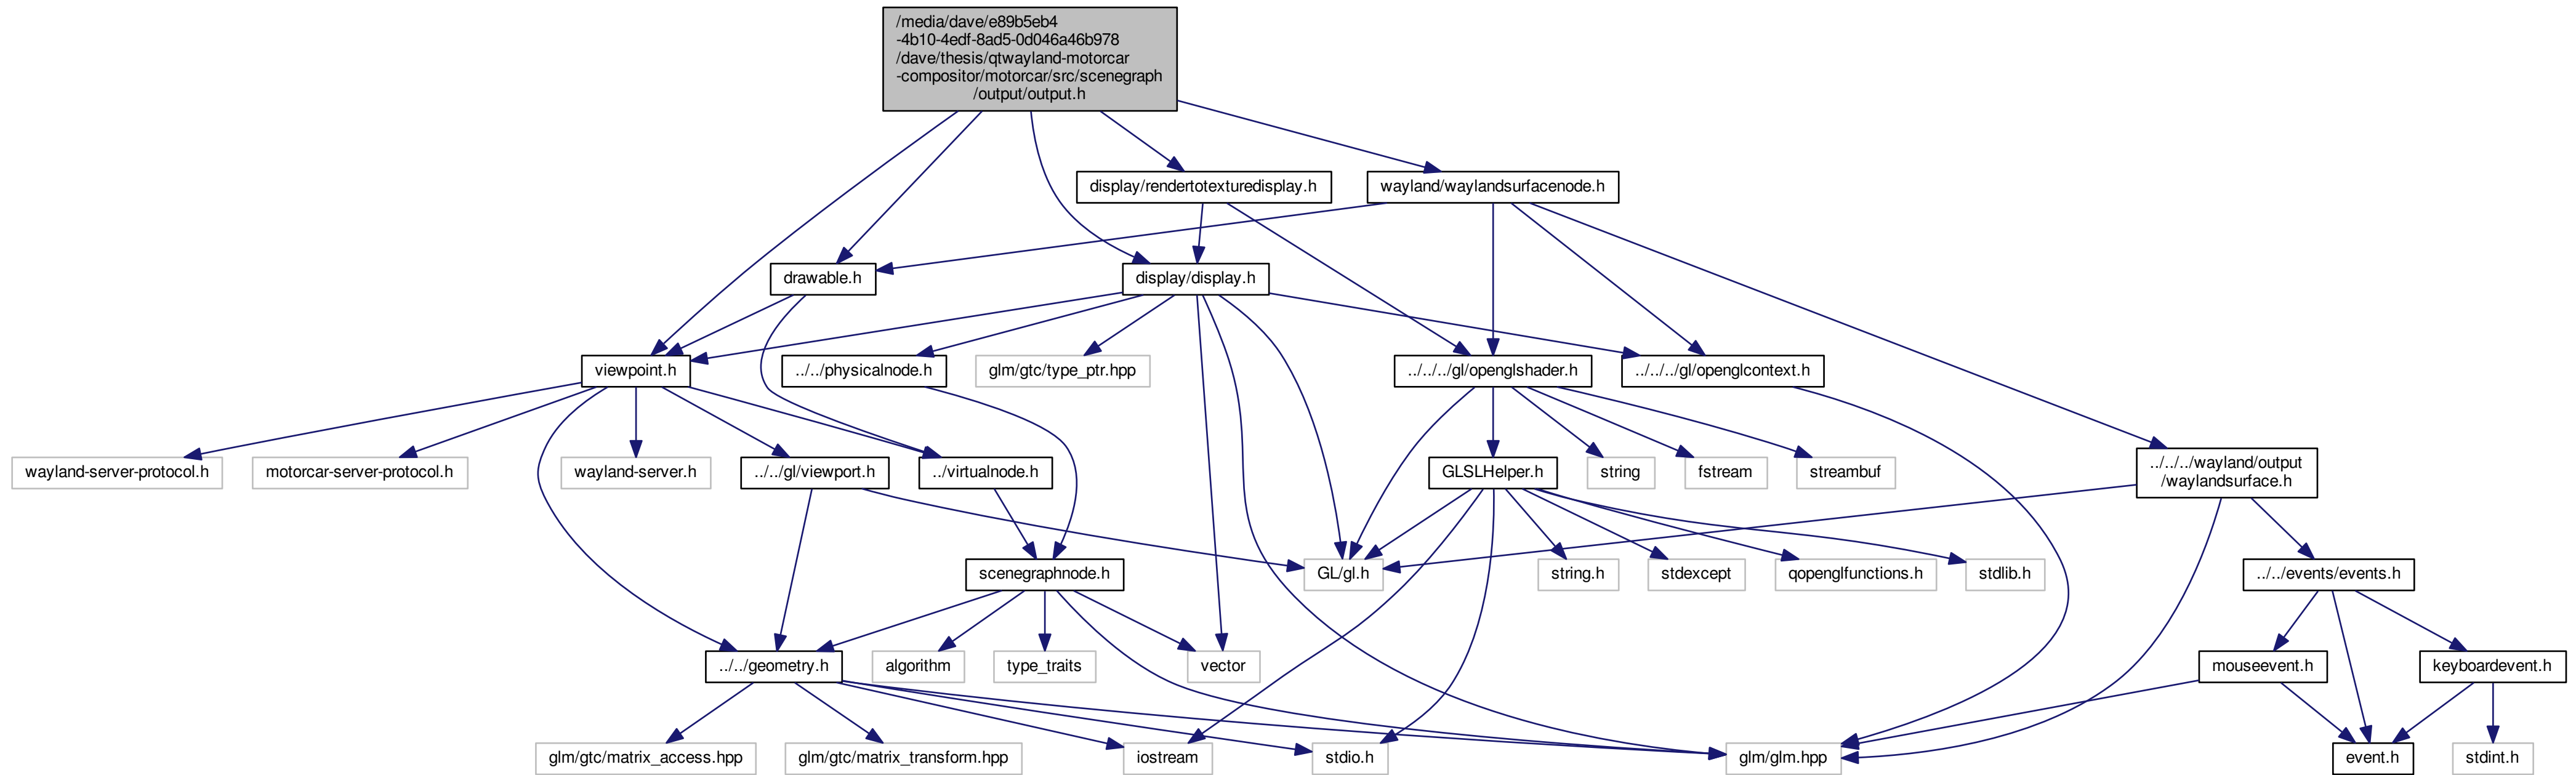 /media/dave/e89b5eb4
-4b10-4edf-8ad5-0d046a46b978
/dave/thesis/qtwayland-motorcar
-compositor/motorcar/src/scenegraph
/output/output.h
display/rendertotexturedisplay.h
wayland/waylandsurfacenode.h
drawable.h
display/display.h
viewpoint.h
../../physicalnode.h
glm/gtc/type_ptr.hpp
../../../gl/openglshader.h
../../../gl/openglcontext.h
wayland-server-protocol.h
motorcar-server-protocol.h
wayland-server.h
../../gl/viewport.h
../virtualnode.h
GLSLHelper.h
string
fstream
streambuf
../../../wayland/output
/waylandsurface.h
scenegraphnode.h
GL/gl.h
string.h
stdexcept
qopenglfunctions.h
stdlib.h
../../events/events.h
../../geometry.h
algorithm
type_traits
vector
mouseevent.h
keyboardevent.h
glm/gtc/matrix_access.hpp
glm/gtc/matrix_transform.hpp
iostream
stdio.h
glm/glm.hpp
event.h
stdint.h